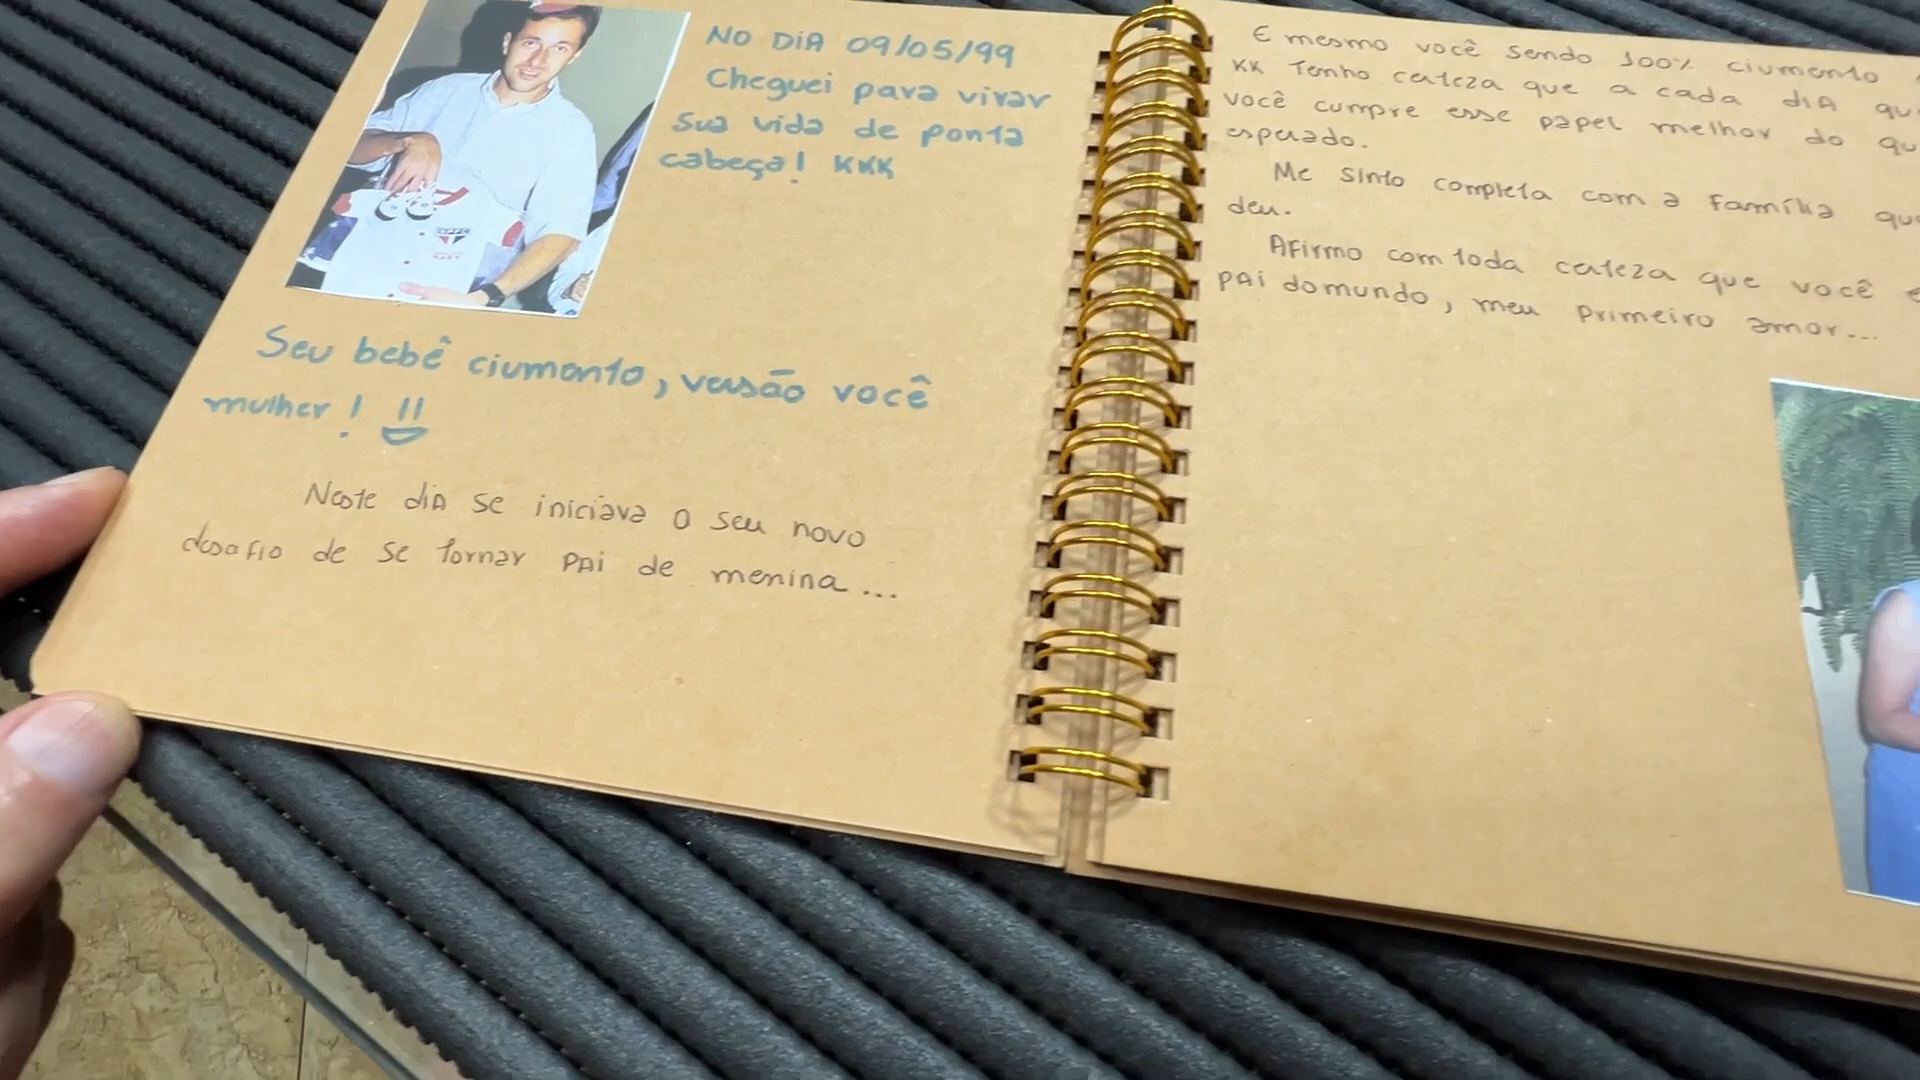 NO DIA 09/05/99
Cheguei para virar
Sua vida de ponta
cabeça! KKK
SPFC
Seu bebê ciumento, versão você
mulher!
Neste dia se iniciava o seu novo
desafio de se tornar pai de menina...
E mesmo você sendo 100% ciumento
KK Tenho certeza que a cada dia
você cumpre esse papel melhor do
esperado.
Me sinto completa com a família
deu.
Afirmo com toda certeza que você
pai do mundo, meu primeiro amor...